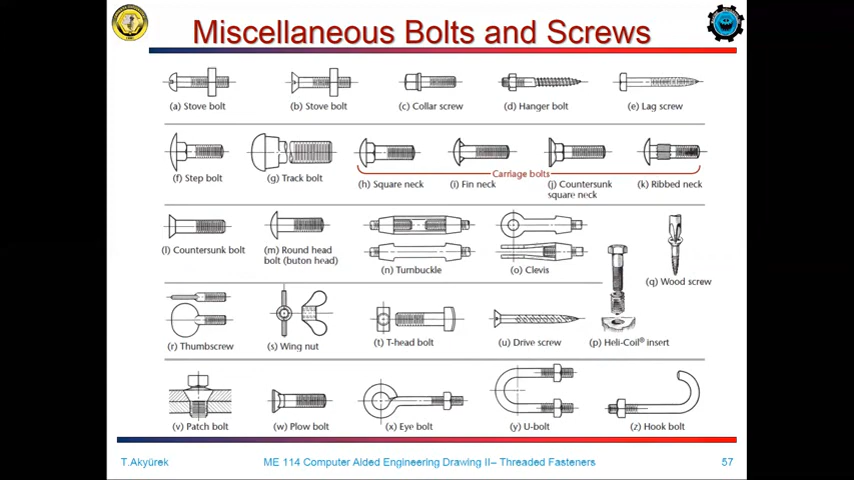 Miscellaneous Bolts and Screws
(a) Stove bolt
(b) Stove bolt
(c) Collar screw
(d) Hanger bolt
(e) Lag screw
(f) Step bolt
(g) Track bolt
Carriage bolts
(h) Square neck
(i) Fin neck
(j) Countersunk
square neck
(k) Ribbed neck
(l) Countersunk bolt
(m) Round head
bolt (buton head)
(n) Turnbuckle
(o) Clevis
(q) Wood screw
(r) Thumbscrew
(s) Wing nut
(t) T-head bolt
(u) Drive screw
(p) Heli-Coil® insert
(v) Patch bolt
(w) Plow bolt
(x) Eye bolt
(y) U-bolt
(z) Hook bolt
T.Akyürek
ME 114 Computer Aided Engineering Drawing II– Threaded Fasteners
57